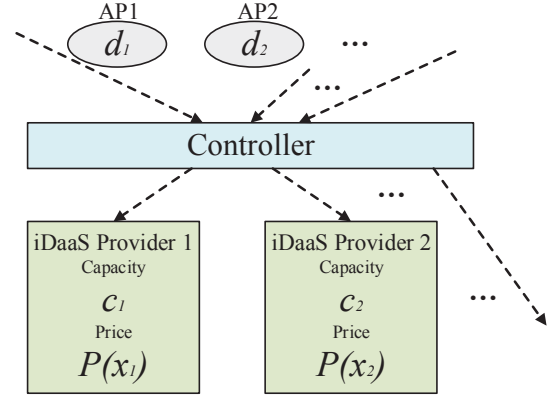 AP1 AP2
d1 d2 ...
...
Controller
...
iDaaS Provider 1 iDaaS Provider 2
Capacity Capacity
c1 c2
...
Price Price
P(x1) P(x2)